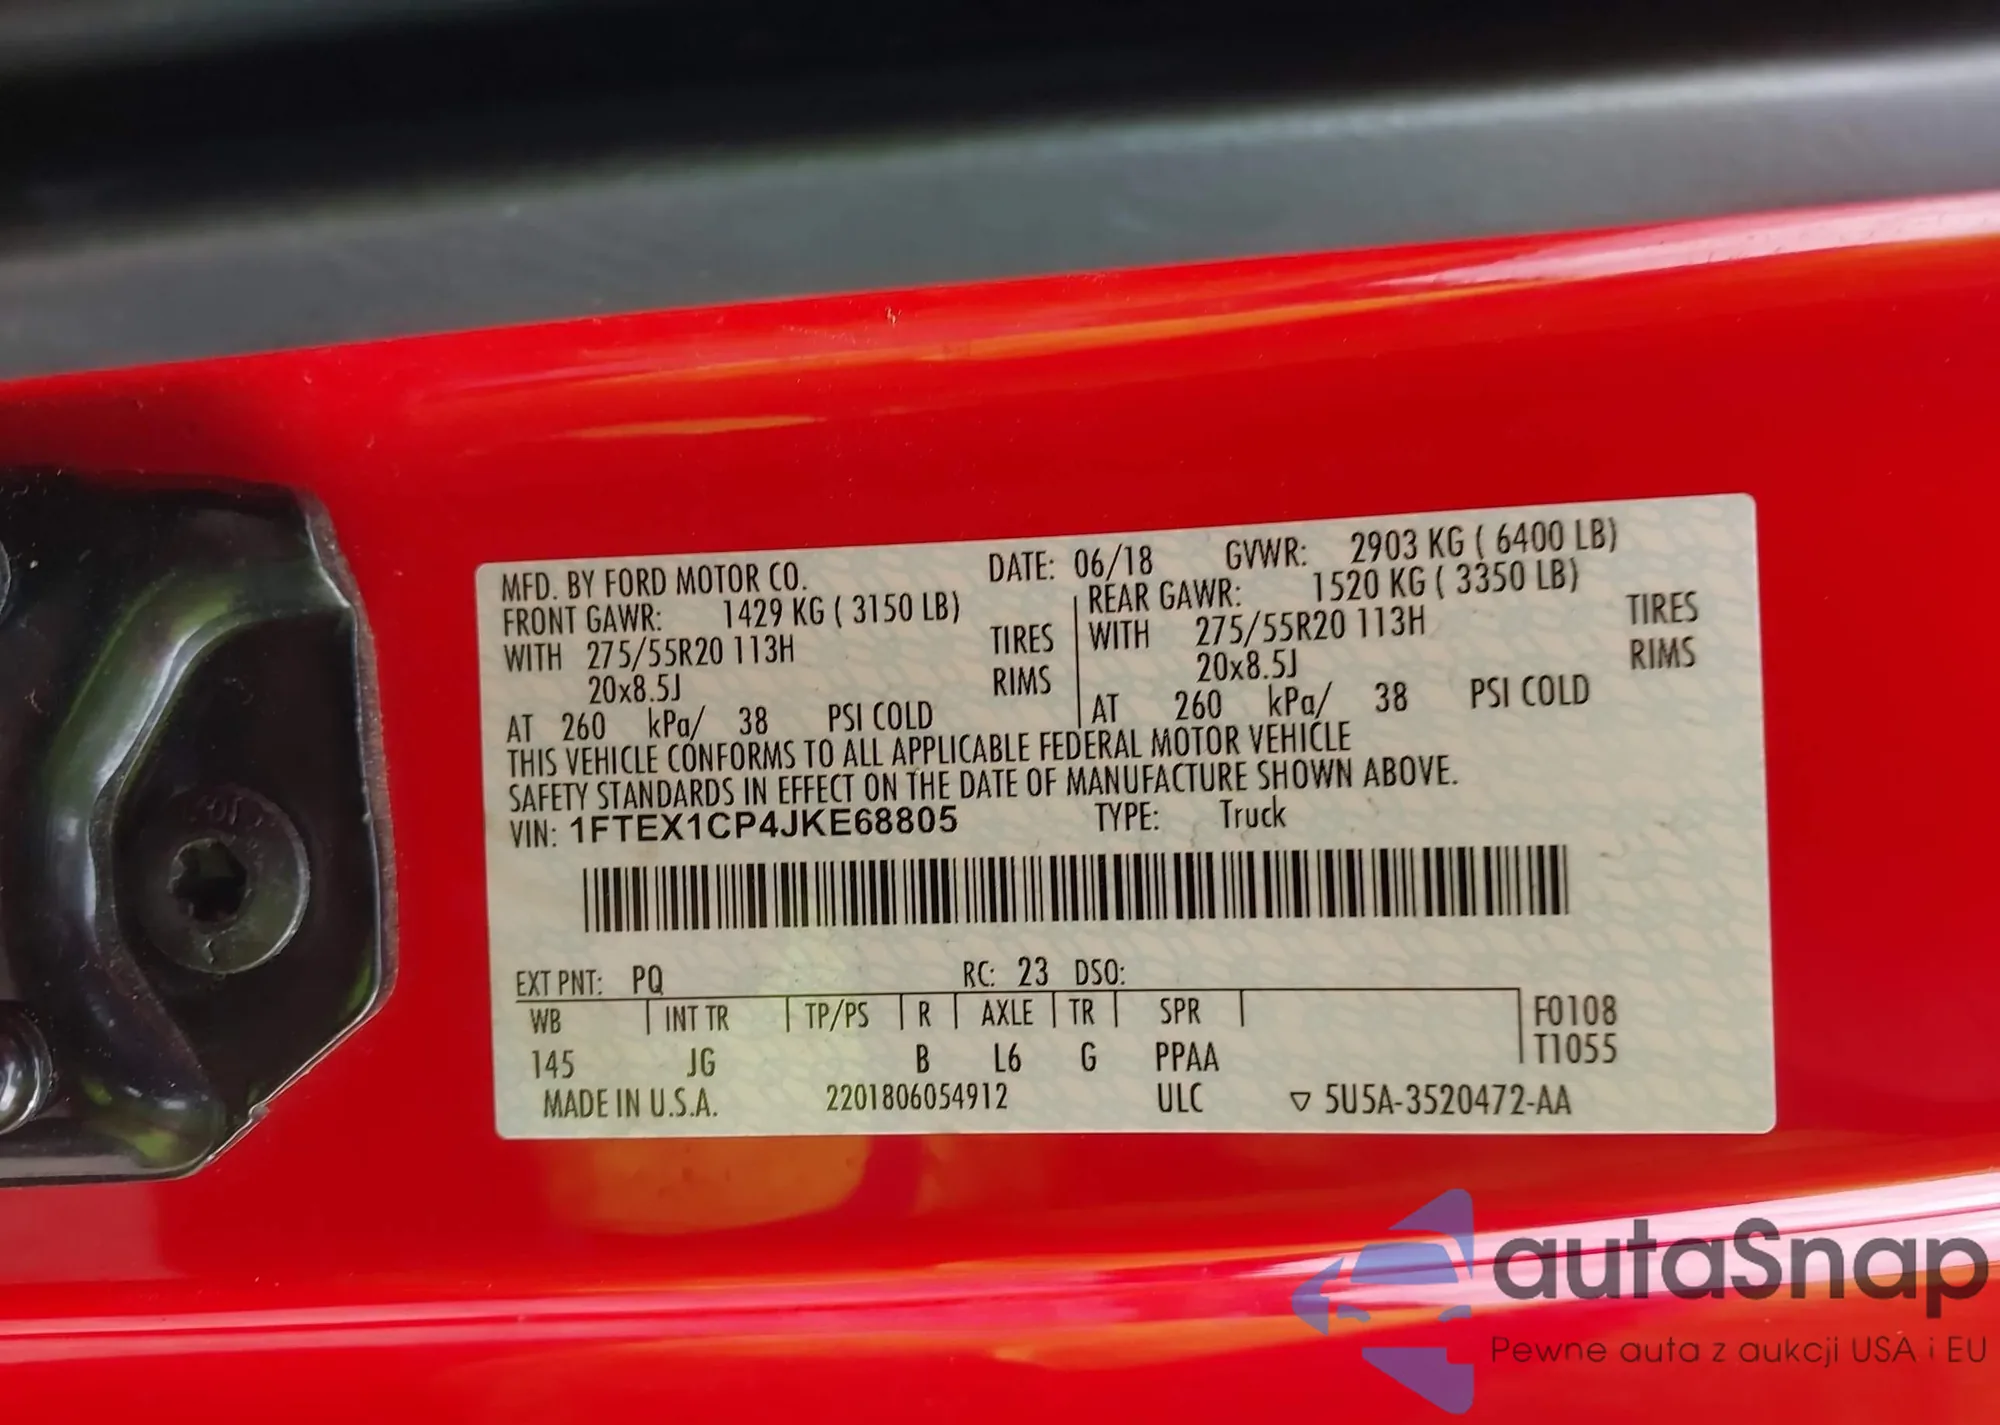 MFD. BY FORD MOTOR CO. DATE: 06/18 GVWR: 2903 KG ( 6400 LB)
FRONT GAWR: 1429 KG ( 3150 LB) REAR GAWR: 1520 KG ( 3350 LB)
WITH 275/55R20 113H TIRES WITH 275/55R20 113H TIRES
20x8.5J RIMS 20x8.5J RIMS
AT 260 kPa/ 38 PSI COLD AT 260 kPa/ 38 PSI COLD
THIS VEHICLE CONFORMS TO ALL APPLICABLE FEDERAL MOTOR VEHICLE
SAFETY STANDARDS IN EFFECT ON THE DATE OF MANUFACTURE SHOWN ABOVE.
VIN: 1FTEX1CP4JKE68805 TYPE: Truck
EXT PNT: PQ RC: 23 DSO:
WB INT TR TP/PS R AXLE TR SPR F0108
145 JG B L6 G PPAA T1055
MADE IN U.S.A. 2201806054912 ULC ▽ 5U5A-3520472-AA
autaSnap
Pewne auta z aukcji USA i EU